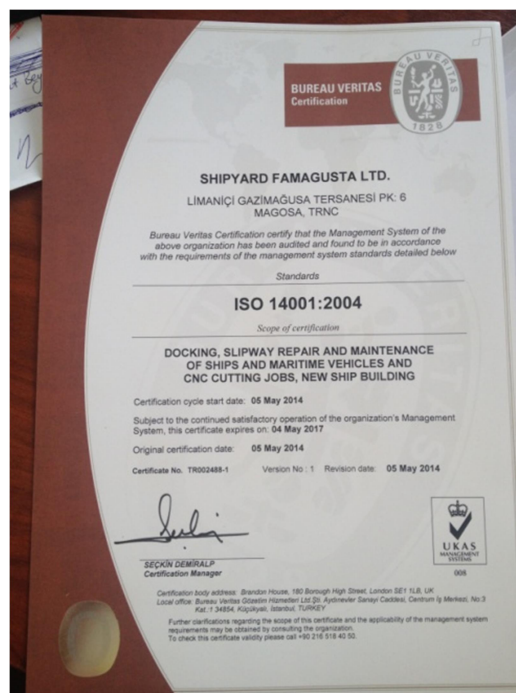 BUREAU VERITAS
Certification
BUREAU VERITAS
1828
SHIPYARD FAMAGUSTA LTD.
LİMANİÇİ GAZİMAĞUSA TERSANESİ PK: 6
MAGOSA, TRNC
Bureau Veritas Certification certify that the Management System of the
above organization has been audited and found to be in accordance
with the requirements of the management system standards detailed below
Standards
ISO 14001:2004
Scope of certification
DOCKING, SLIPWAY REPAIR AND MAINTENANCE
OF SHIPS AND MARITIME VEHICLES AND
CNC CUTTING JOBS, NEW SHIP BUILDING
Certification cycle start date: 05 May 2014
Subject to the continued satisfactory operation of the organization's Management
System, this certificate expires on: 04 May 2017
Original certification date: 05 May 2014
Certificate No. TR002488-1 Version No : 1 Revision date: 05 May 2014
SEÇKİN DEMİRALP
Certification Manager
UKAS
MANAGEMENT
SYSTEMS
008
Certification body address: Brandon House, 180 Borough High Street, London SE1 1LB, UK
Local office: Bureau Veritas Gözetim Hizmetleri Ltd.Şti. Aydınevler Sanayi Caddesi, Centrum İş Merkezi, No:3
Kat.:1 34854, Küçükyalı, İstanbul, TURKEY
Further clarifications regarding the scope of this certificate and the applicability of the management system
requirements may be obtained by consulting the organization.
To check this certificate validity please call +90 216 518 40 50.